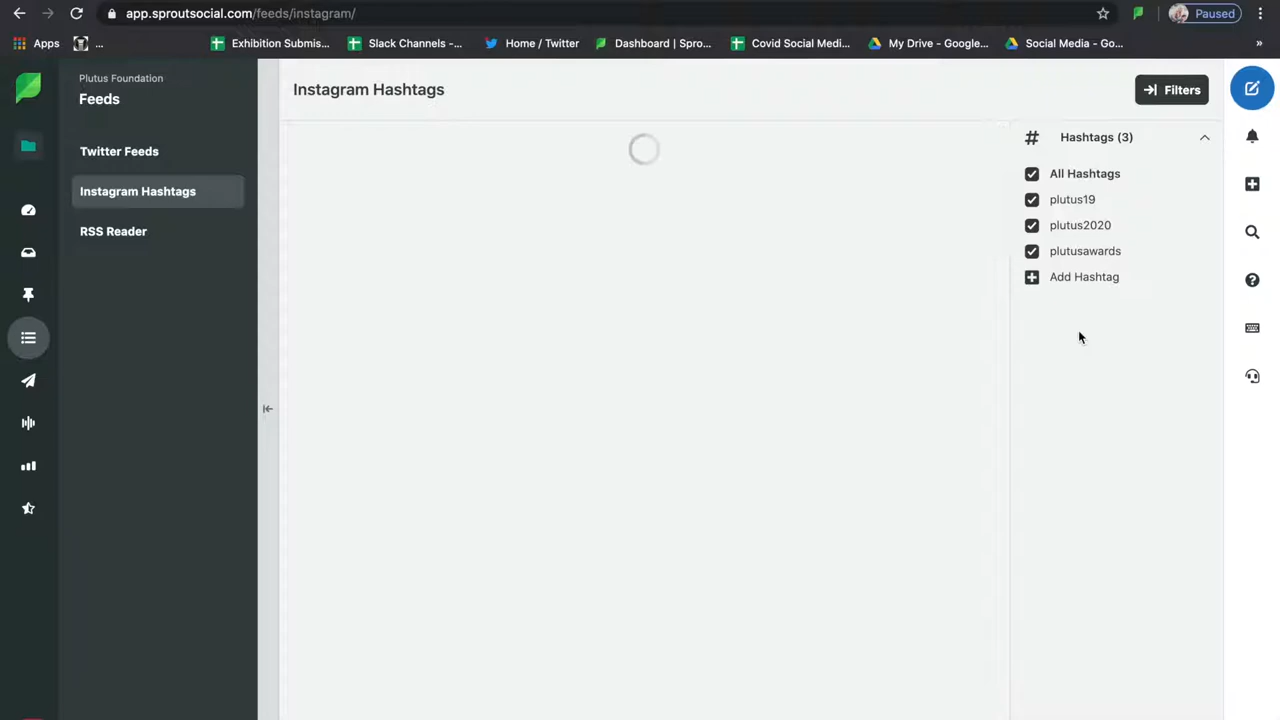 app.sproutsocial.com/feeds/instagram/
Paused
Apps
...
Exhibition Submis...
Slack Channels -...
Home / Twitter
Dashboard | Spro...
Covid Social Medi...
My Drive - Google...
Social Media - Go...
»
Plutus Foundation
Feeds
Twitter Feeds
Instagram Hashtags
RSS Reader
Instagram Hashtags
Filters
# Hashtags (3)
All Hashtags
plutus19
plutus2020
plutusawards
Add Hashtag